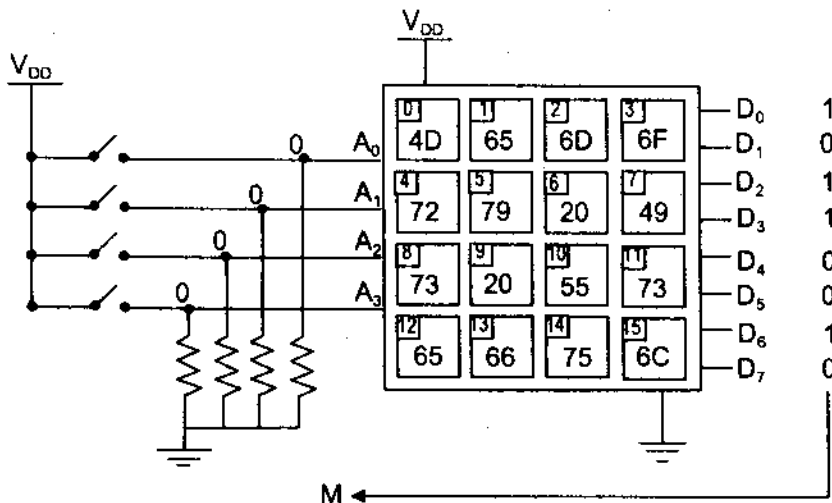 V_DD
V_DD
0 1 2 3
4D 65 6D 6F
4 5 6 7
72 79 20 49
8 9 10 11
73 20 55 73
12 13 14 15
65 66 75 6C
0 A₀
0 A₁
0 A₂
0 A₃
D₀ 1
D₁ 0
D₂ 1
D₃ 1
D₄ 0
D₅ 0
D₆ 1
D₇ 0
M